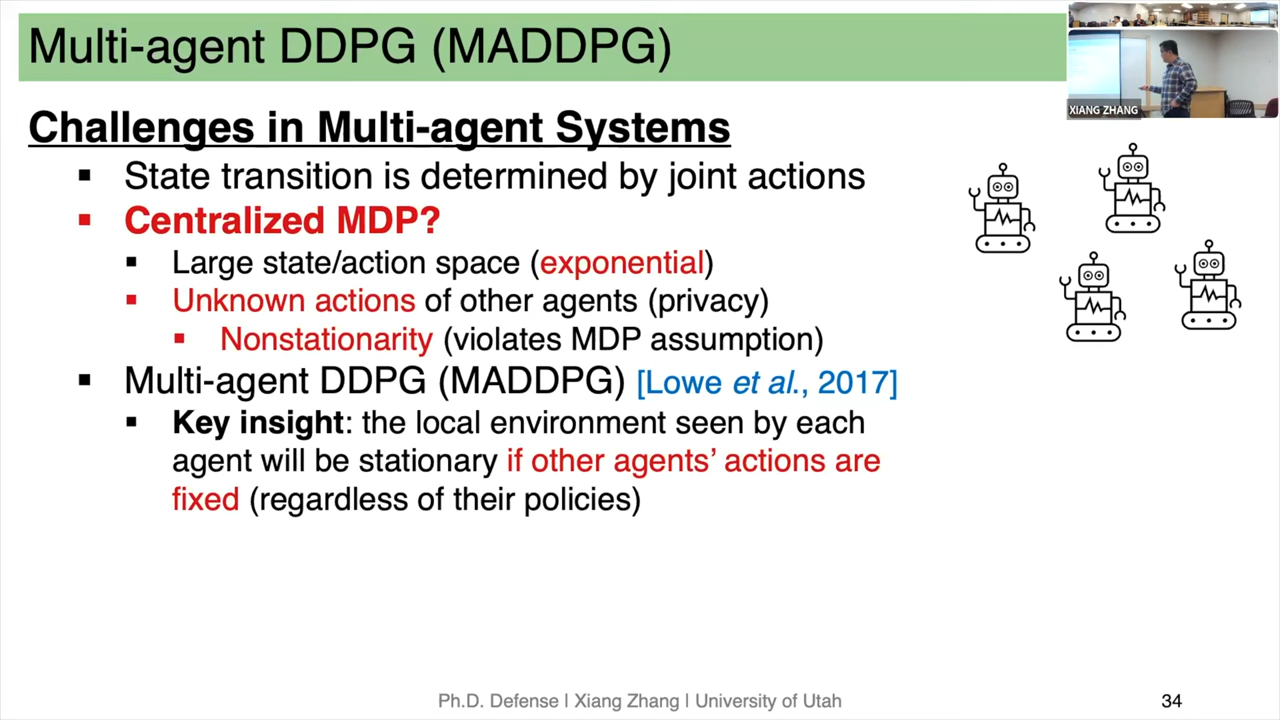 Multi-agent DDPG (MADDPG)
XIANG ZHANG
Challenges in Multi-agent Systems
▪ State transition is determined by joint actions
▪ Centralized MDP?
▪ Large state/action space (exponential)
▪ Unknown actions of other agents (privacy)
▪ Nonstationarity (violates MDP assumption)
▪ Multi-agent DDPG (MADDPG) [Lowe et al., 2017]
▪ Key insight: the local environment seen by each
agent will be stationary if other agents’ actions are
fixed (regardless of their policies)
Ph.D. Defense | Xiang Zhang | University of Utah
34